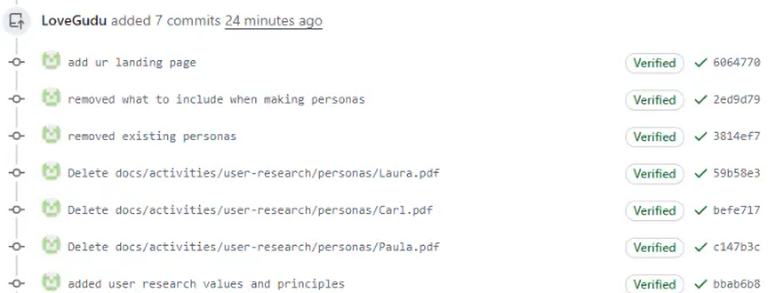 LoveGudu added 7 commits 24 minutes ago
add ur landing page Verified 6064770
removed what to include when making personas Verified 2ed9d79
removed existing personas Verified 3814ef7
Delete docs/activities/user-research/personas/Laura.pdf Verified 59b58e3
Delete docs/activities/user-research/personas/Carl.pdf Verified befe717
Delete docs/activities/user-research/personas/Paula.pdf Verified c147b3c
added user research values and principles Verified bbab6b8